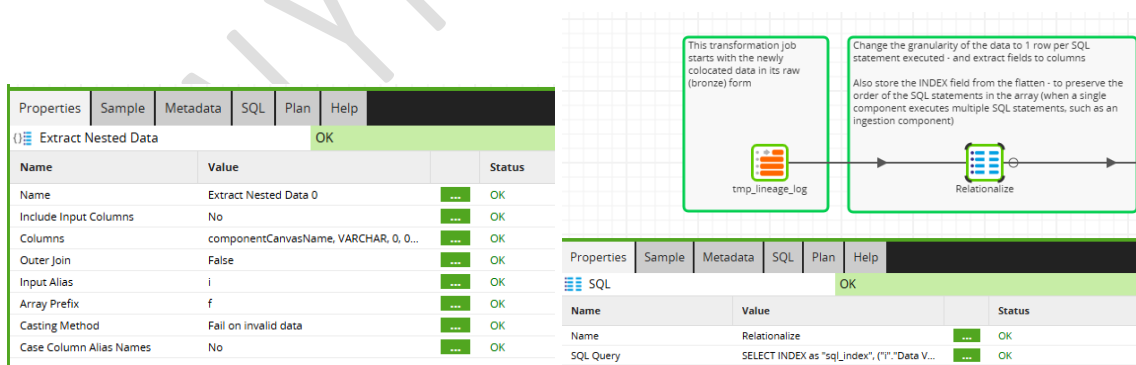 Properties Sample Metadata SQL Plan Help
Extract Nested Data OK
Name Value Status
Name Extract Nested Data 0 ... OK
Include Input Columns No ... OK
Columns componentCanvasName, VARCHAR, 0, 0... ... OK
Outer Join False ... OK
Input Alias i ... OK
Array Prefix f ... OK
Casting Method Fail on invalid data ... OK
Case Column Alias Names No ... OK
This transformation job
starts with the newly
colocated data in its raw
(bronze) form
tmp_lineage_log
Change the granularity of the data to 1 row per SQL
statement executed - and extract fields to columns
Also store the INDEX field from the flatten - to preserve the
order of the SQL statements in the array (when a single
component executes multiple SQL statements, such as an
ingestion component)
Relationalize
Properties Sample Metadata SQL Plan Help
SQL OK
Name Value Status
Name Relationalize ... OK
SQL Query SELECT INDEX as "sql_index", ("i"."Data V... ... OK